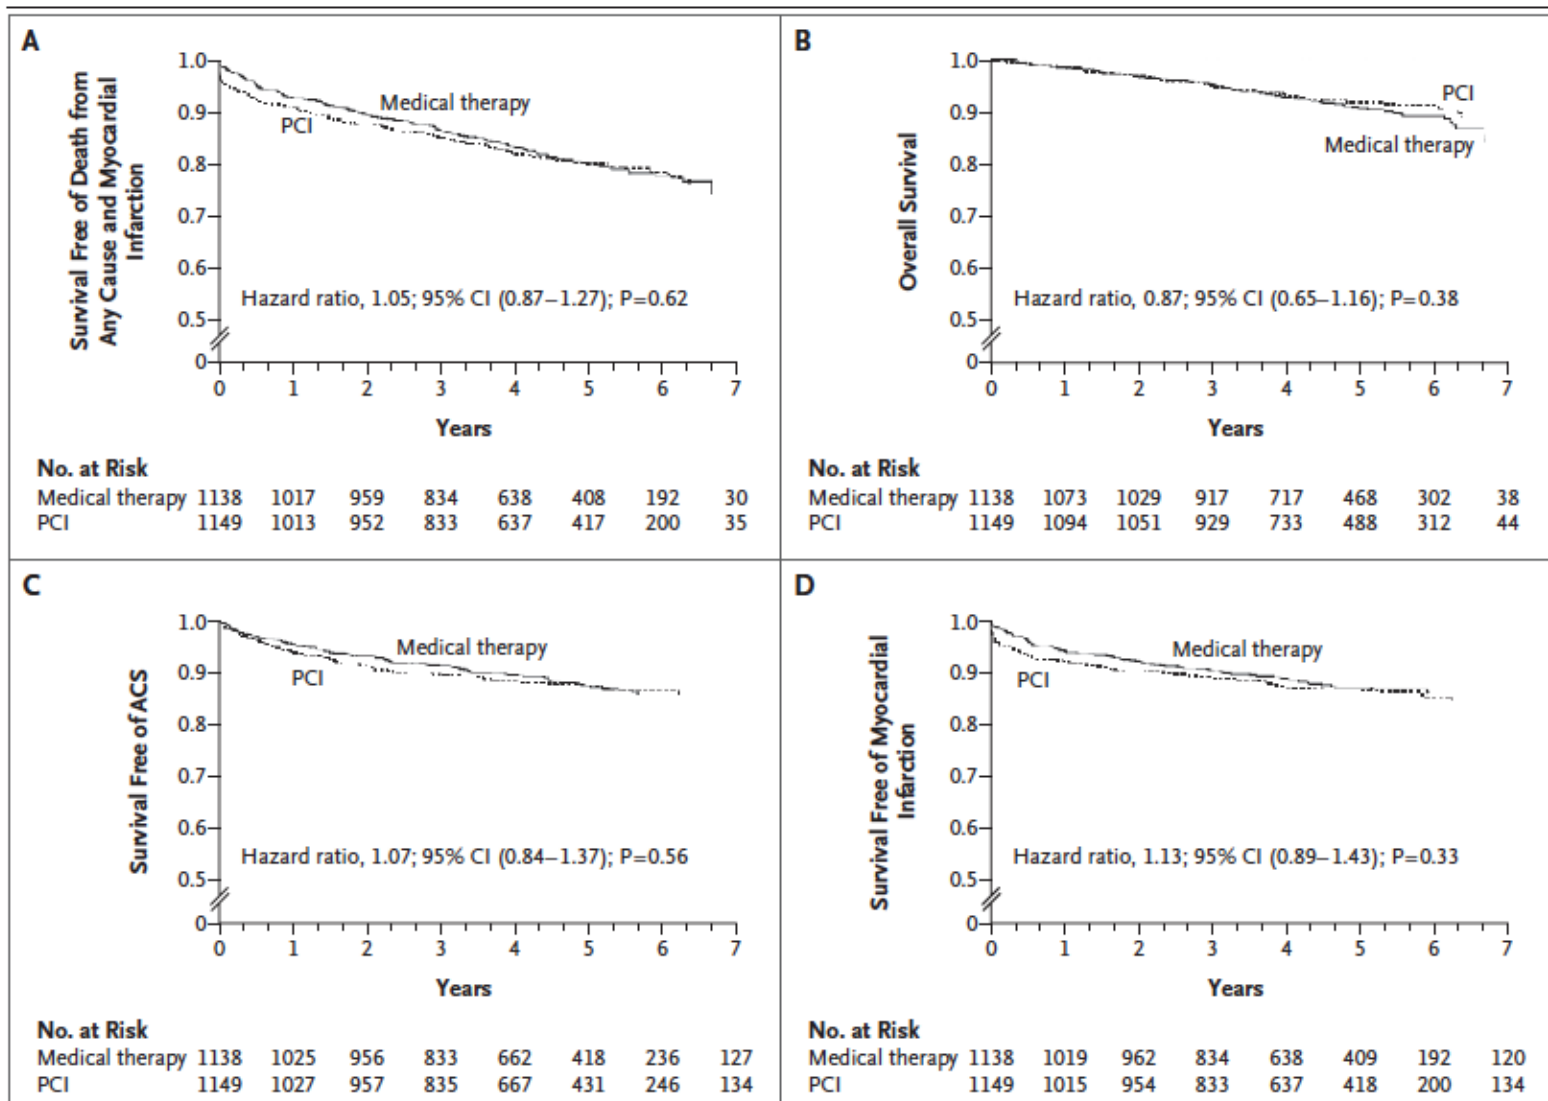 A
Survival Free of Death from
Any Cause and Myocardial
Infarction
1.0
0.9
0.8
0.7
0.6
0.5
0
Medical therapy
PCI
Hazard ratio, 1.05; 95% CI (0.87–1.27); P=0.62
0 1 2 3 4 5 6 7
Years
No. at Risk
Medical therapy 1138 1017 959 834 638 408 192 30
PCI 1149 1013 952 833 637 417 200 35
B
Overall Survival
1.0
0.9
0.8
0.7
0.6
0.5
0
PCI
Medical therapy
Hazard ratio, 0.87; 95% CI (0.65–1.16); P=0.38
0 1 2 3 4 5 6 7
Years
No. at Risk
Medical therapy 1138 1073 1029 917 717 468 302 38
PCI 1149 1094 1051 929 733 488 312 44
C
Survival Free of ACS
1.0
0.9
0.8
0.7
0.6
0.5
0
Medical therapy
PCI
Hazard ratio, 1.07; 95% CI (0.84–1.37); P=0.56
0 1 2 3 4 5 6 7
Years
No. at Risk
Medical therapy 1138 1025 956 833 662 418 236 127
PCI 1149 1027 957 835 667 431 246 134
D
Survival Free of Myocardial
Infarction
1.0
0.9
0.8
0.7
0.6
0.5
0
Medical therapy
PCI
Hazard ratio, 1.13; 95% CI (0.89–1.43); P=0.33
0 1 2 3 4 5 6 7
Years
No. at Risk
Medical therapy 1138 1019 962 834 638 409 192 120
PCI 1149 1015 954 833 637 418 200 134